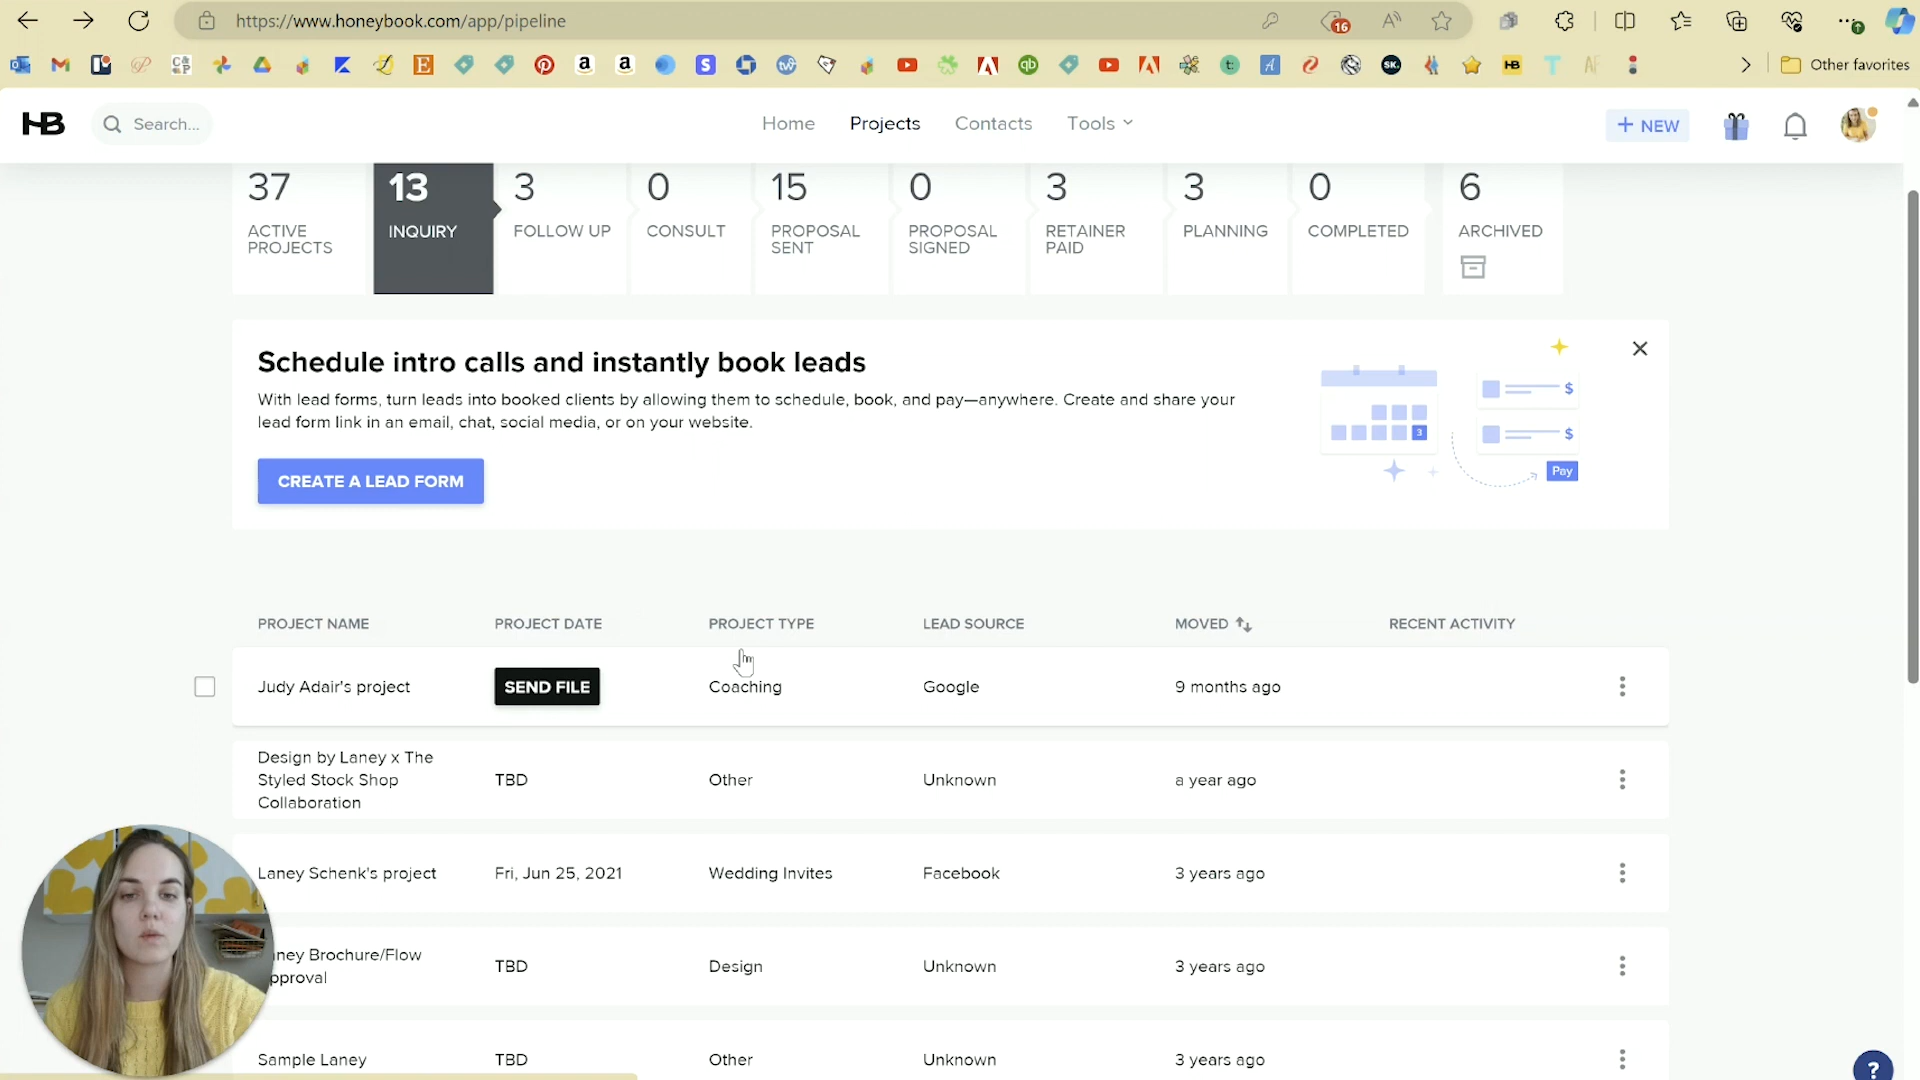 https://www.honeybook.com/app/pipeline
16
Other favorites
HB
Search...
Home
Projects
Contacts
Tools
+ NEW
37
ACTIVE
PROJECTS
13
INQUIRY
3
FOLLOW UP
0
CONSULT
15
PROPOSAL
SENT
0
PROPOSAL
SIGNED
3
RETAINER
PAID
3
PLANNING
0
COMPLETED
6
ARCHIVED
Schedule intro calls and instantly book leads
With lead forms, turn leads into booked clients by allowing them to schedule, book, and pay—anywhere. Create and share your
lead form link in an email, chat, social media, or on your website.
CREATE A LEAD FORM
3
$
$
Pay
PROJECT NAME PROJECT DATE PROJECT TYPE LEAD SOURCE MOVED RECENT ACTIVITY
Judy Adair's project SEND FILE Coaching Google 9 months ago
Design by Laney x The
Styled Stock Shop
Collaboration
TBD Other Unknown a year ago
Laney Schenk's project Fri, Jun 25, 2021 Wedding Invites Facebook 3 years ago
ney Brochure/Flow
pproval
TBD Design Unknown 3 years ago
Sample Laney TBD Other Unknown 3 years ago
?